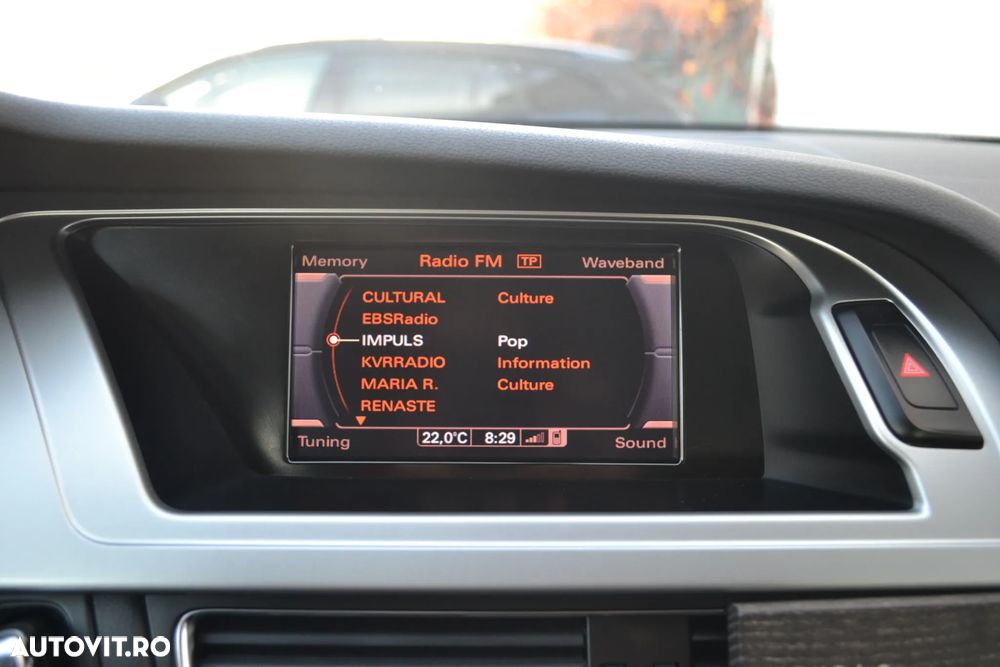 Memory Radio FM TP Waveband
CULTURAL Culture
EBSRadio
IMPULS Pop
KVRRADIO Information
MARIA R. Culture
RENASTE
Tuning 22,0°C 8:29 Sound
AUTOVIT.RO